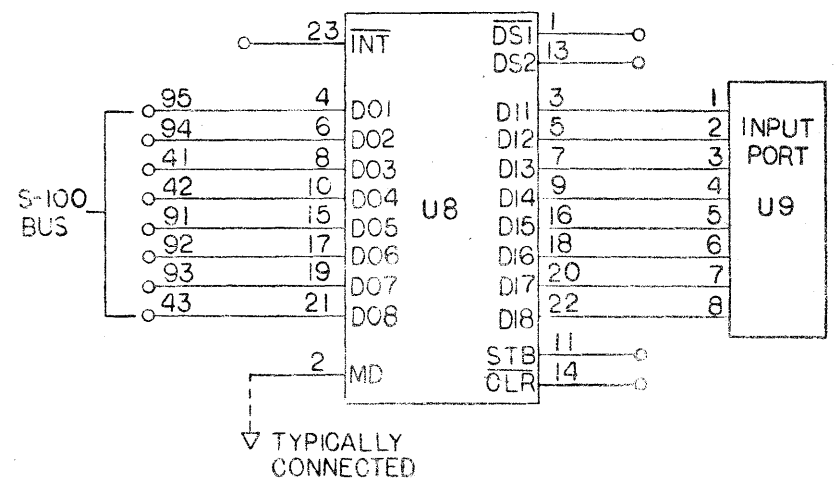 23 INT DS1 1
DS2 13
95 4 DO1 DI1 3 1
94 6 DO2 DI2 5 2 INPUT
41 8 DO3 DI3 7 3 PORT
42 10 DO4 DI4 9 4
S-100 BUS
91 15 DO5 U8 DI5 16 5 U9
92 17 DO6 DI6 18 6
93 19 DO7 DI7 20 7
43 21 DO8 DI8 22 8
STB 11
2 MD CLR 14
TYPICALLY
CONNECTED